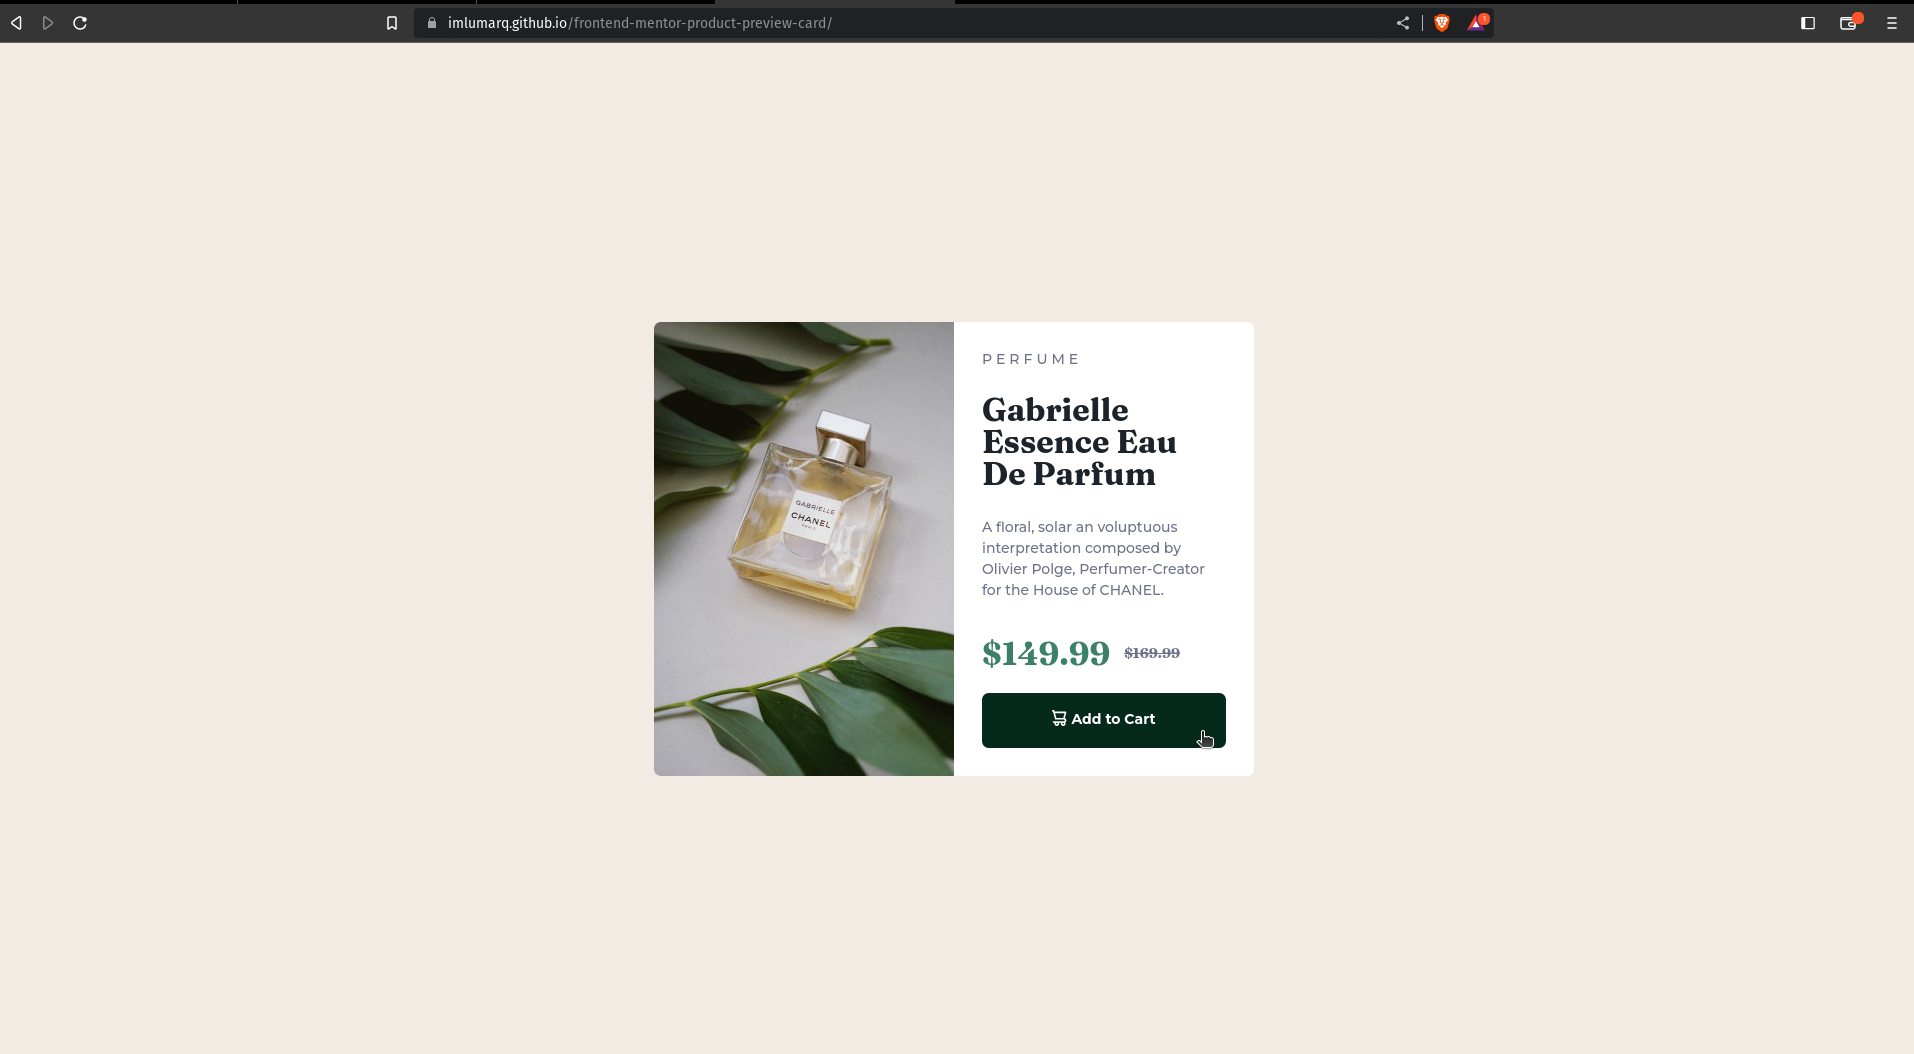 imlumarq.github.io/frontend-mentor-product-preview-card/
1
GABRIELLE
CHANEL
PARIS
PERFUME
Gabrielle
Essence Eau
De Parfum
A floral, solar an voluptuous
interpretation composed by
Olivier Polge, Perfumer-Creator
for the House of CHANEL.
$149.99 $169.99
Add to Cart